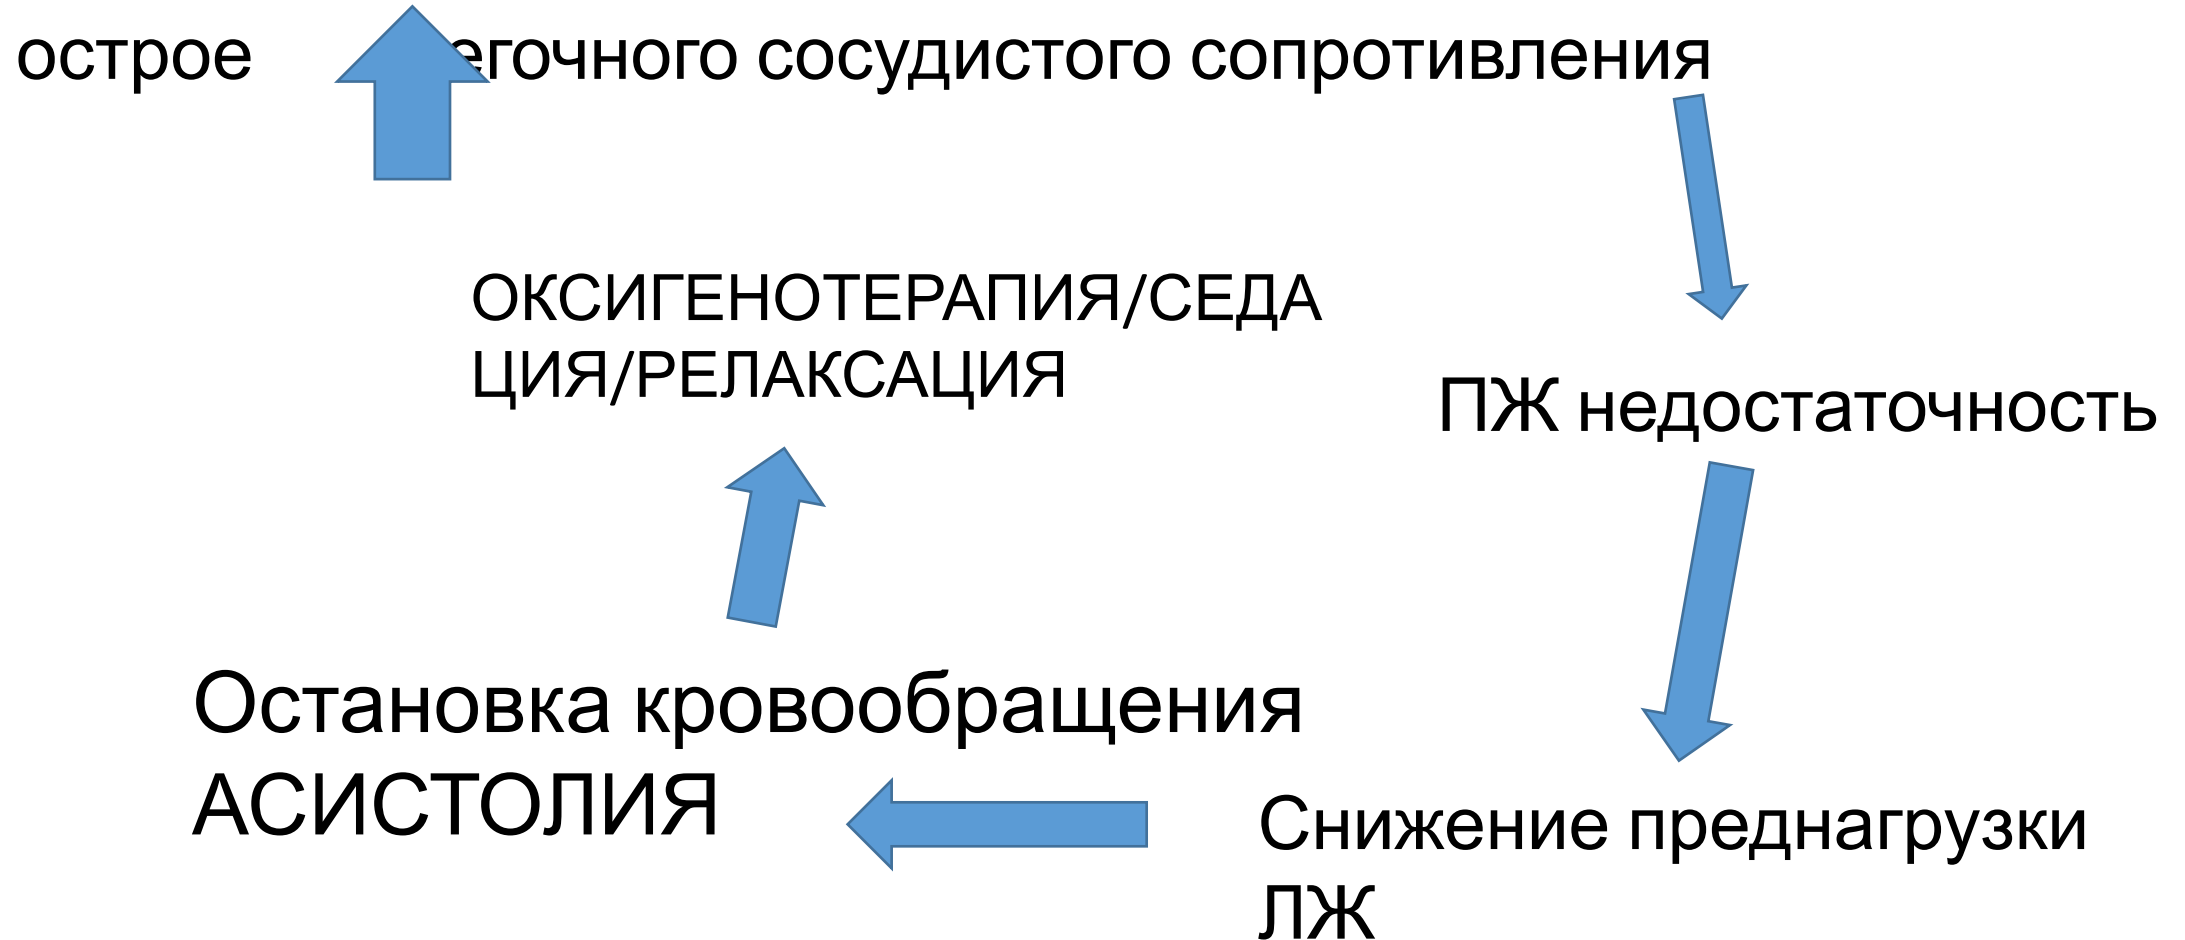 острое егочного сосудистого сопротивления
ОКСИГЕНОТЕРАПИЯ/СЕДА
ЦИЯ/РЕЛАКСАЦИЯ
ПЖ недостаточность
Остановка кровообращения
АСИСТОЛИЯ
Снижение преднагрузки
ЛЖ